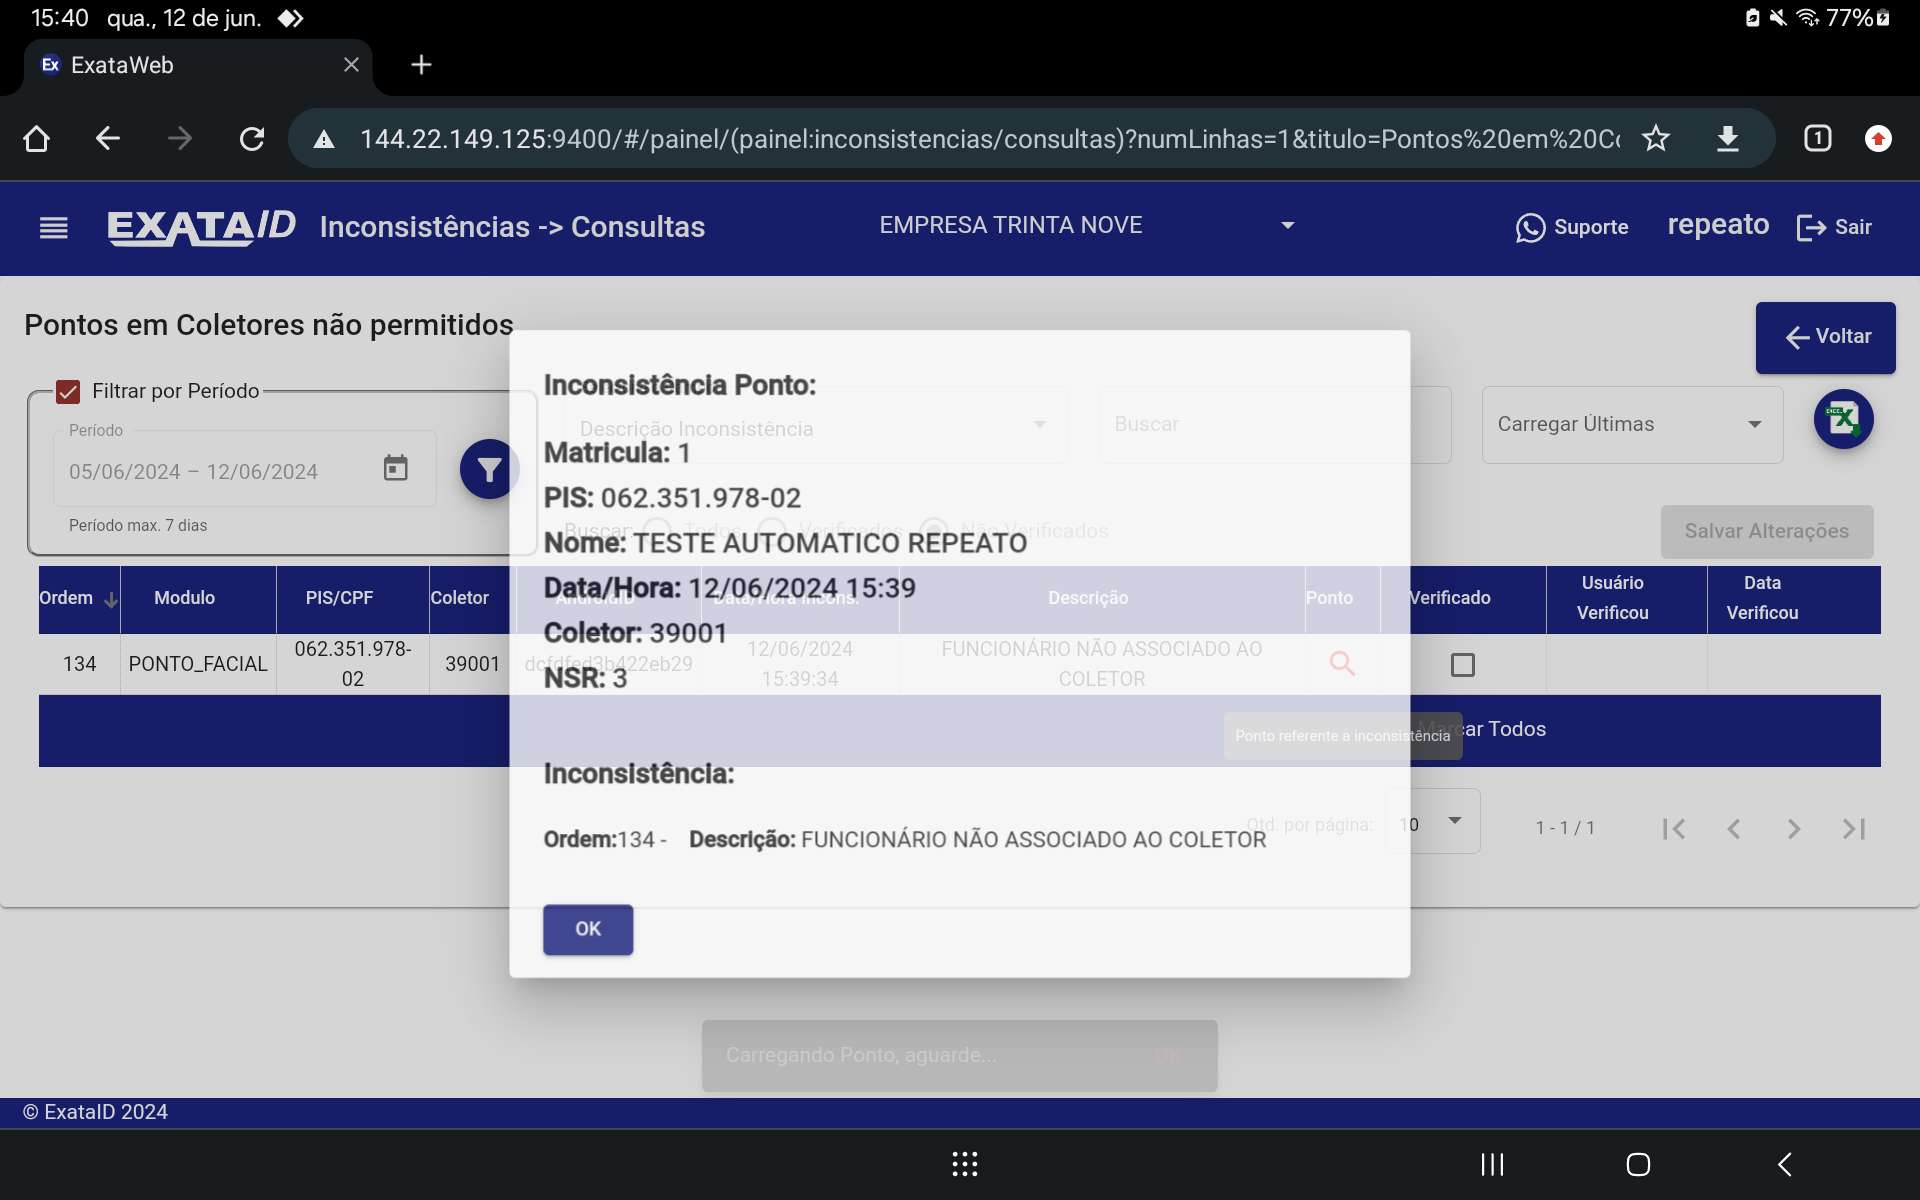 15:40 qua., 12 de jun. 77%
Ex ExataWeb
144.22.149.125:9400/#/painel/(painel:inconsistencias/consultas)?numLinhas=1&titulo=Pontos%20em%20Co 1
EXATAID Inconsistências -> Consultas EMPRESA TRINTA NOVE Suporte repeato Sair
Pontos em Coletores não permitidos
Voltar
Filtrar por Período
Período
05/06/2024 – 12/06/2024
Período max. 7 dias
Descrição Inconsistência
Buscar
Carregar Últimas
Buscar: Todos Verificados Não Verificados
Salvar Alterações
Inconsistência Ponto:
Matricula: 1
PIS: 062.351.978-02
Nome: TESTE AUTOMATICO REPEATO
Data/Hora: 12/06/2024 15:39
Coletor: 39001
NSR: 3
Inconsistência:
Ordem:134 - Descrição: FUNCIONÁRIO NÃO ASSOCIADO AO COLETOR
OK
Ordem Modulo PIS/CPF Coletor AndroidID Data/Hora Incons. Descrição Ponto Verificado Usuário Verificou Data Verificou
134 PONTO_FACIAL 062.351.978-02 39001 dcfdfed3b422eb29 12/06/2024 15:39:34 FUNCIONÁRIO NÃO ASSOCIADO AO COLETOR
Marcar Todos
Ponto referente a inconsistência
Qtd. por página: 10 1 - 1 / 1
Carregando Ponto, aguarde... OK
© ExataID 2024